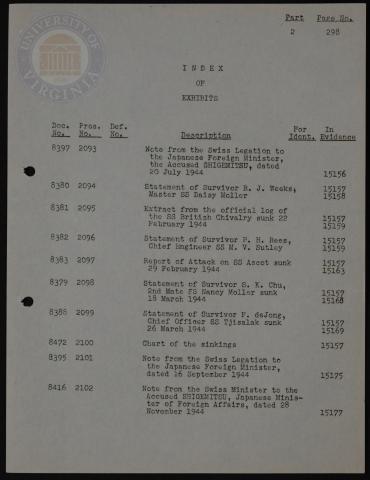 Part Page No.
2 298
UNIVERSITY OF VIRGINIA
INDEX
OF
EXHIBITS
Doc. Pros. Def. For In
No. No. No. Description Ident. Evidence
8397 2093 Note from the Swiss Legation to
the Japanese Foreign Minister,
the Accused SHIGEMITSU, dated
20 July 1944 15156
8380 2094 Statement of Survivor R. J. Weeks, 15157
Master SS Daisy Moller 15158
8381 2095 Extract from the official log of
the SS British Chivalry sunk 22 15157
February 1944 15159
8382 2096 Statement of Survivor P. H. Rees, 15157
Chief Engineer SS M. V. Sutley 15159
8383 2097 Report of Attack on SS Ascot sunk 15157
29 February 1944 15163
8379 2098 Statement of Survivor S. K. Chu,
2nd Mate FS Nancy Moller sunk 15157
18 March 1944 15168
8385 2099 Statement of Survivor F. deJong,
Chief Officer SS Tjisalak sunk 15157
26 March 1944 15169
8472 2100 Chart of the sinkings 15157
8395 2101 Note from the Swiss Legation to
the Japanese Foreign Minister,
dated 16 September 1944 15175
8416 2102 Note from the Swiss Minister to the
Accused SHIGEMITSU, Japanese Minis-
ter of Foreign Affairs, dated 28
November 1944 15177